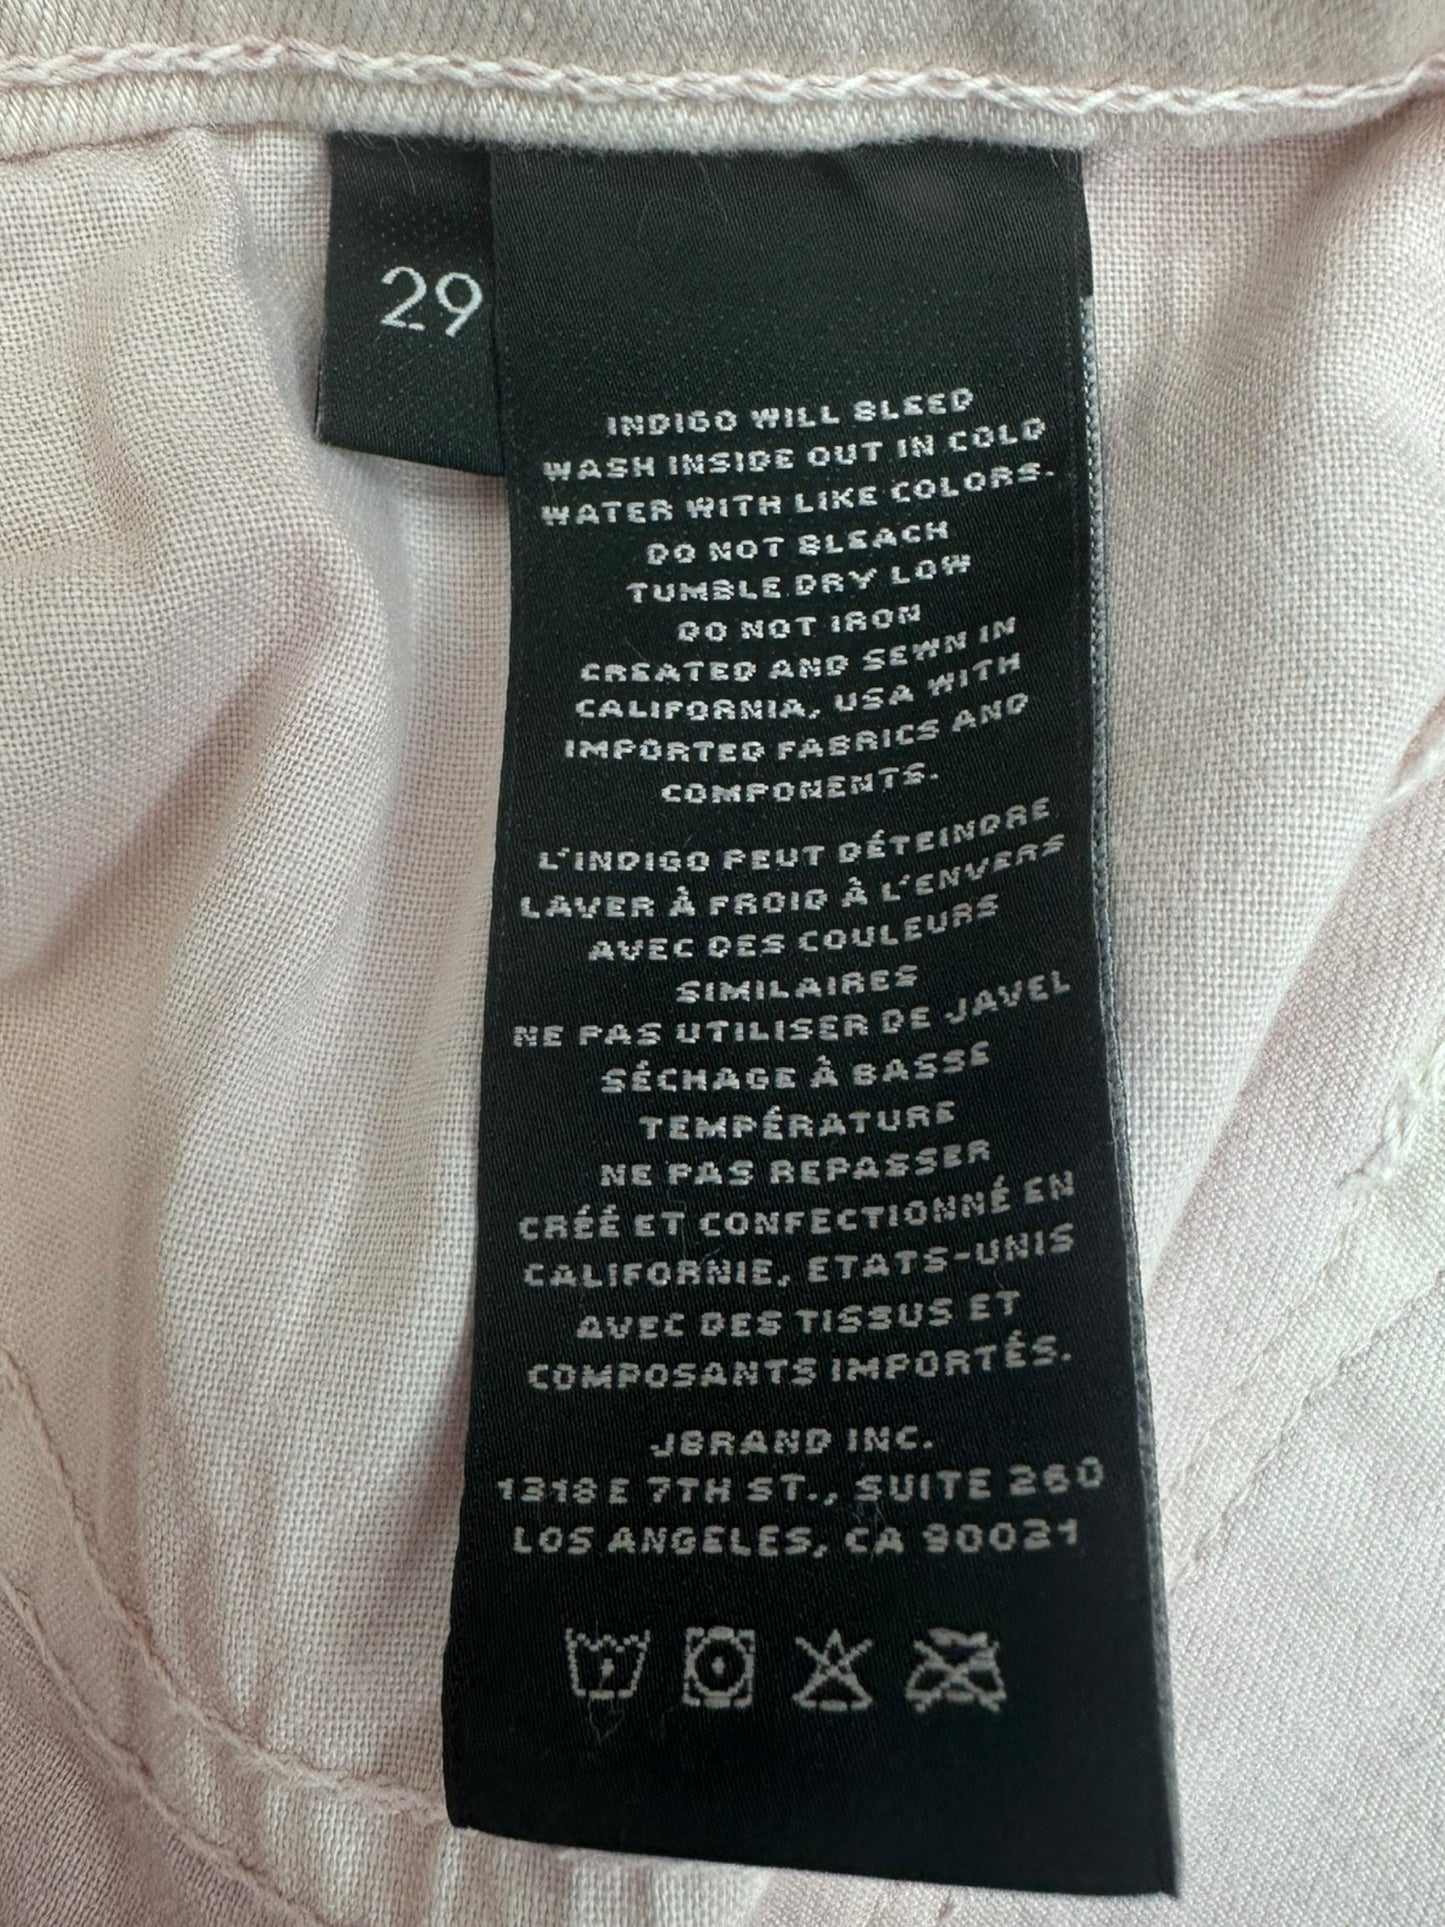 29
INDIGO WILL BLEED
WASH INSIDE OUT IN COLD
WATER WITH LIKE COLORS.
DO NOT BLEACH
TUMBLE DRY LOW
DO NOT IRON
CREATED AND SEWN IN
CALIFORNIA, USA WITH
IMPORTED FABRICS AND
COMPONENTS.
L'INDIGO PEUT DÉTEINDRE
LAVER À FROID À L'ENVERS
AVEC DES COULEURS
SIMILAIRES
NE PAS UTILISER DE JAVEL
SÉCHAGE À BASSE
TEMPÉRATURE
NE PAS REPASSER
CRÉÉ ET CONFECTIONNÉ EN
CALIFORNIE, ETATS-UNIS
AVEC DES TISSUS ET
COMPOSANTS IMPORTÉS.
JBRAND INC.
1318 E 7TH ST., SUITE 260
LOS ANGELES, CA 90021